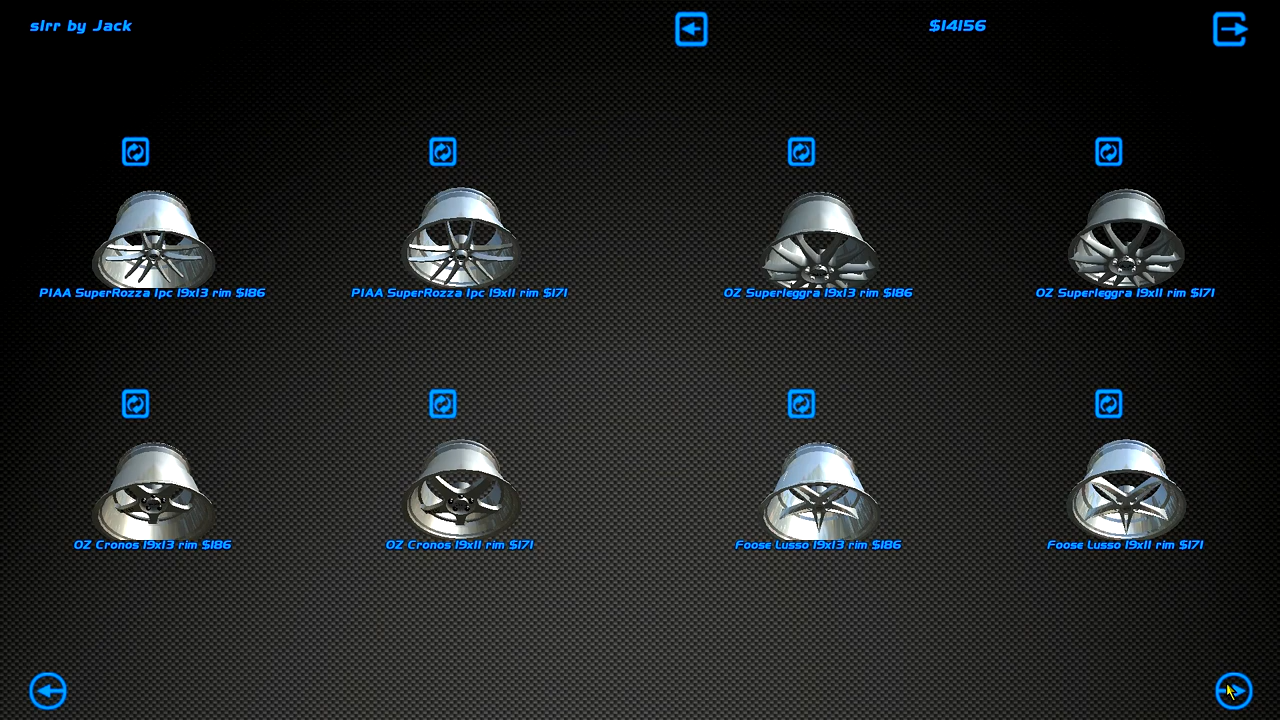 slrr by Jack
$14156
PIAA SuperRozza 1pc 19x13 rim $186
PIAA SuperRozza 1pc 19x11 rim $171
OZ Superleggra 19x13 rim $186
OZ Superleggra 19x11 rim $171
OZ Cronos 19x13 rim $186
OZ Cronos 19x11 rim $171
Foose Lusso 19x13 rim $186
Foose Lusso 19x11 rim $171